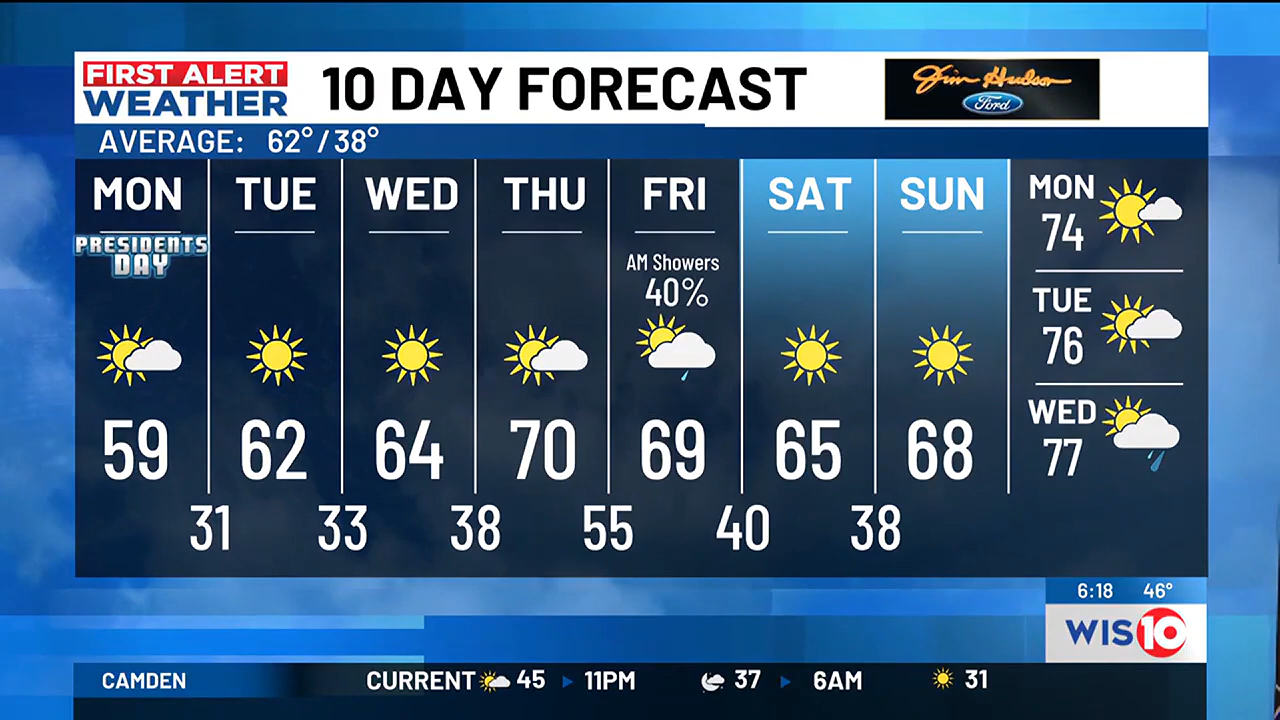 FIRST ALERT
WEATHER
10 DAY FORECAST
Jim Hudson
Ford
AVERAGE: 62°/38°
MON TUE WED THU FRI SAT SUN
PRESIDENTS
DAY
AM Showers
40%
59 62 64 70 69 65 68
31 33 38 55 40 38
MON
74
TUE
76
WED
77
6:18 46°
WIS10
CAMDEN CURRENT 45 11PM 37 6AM 31